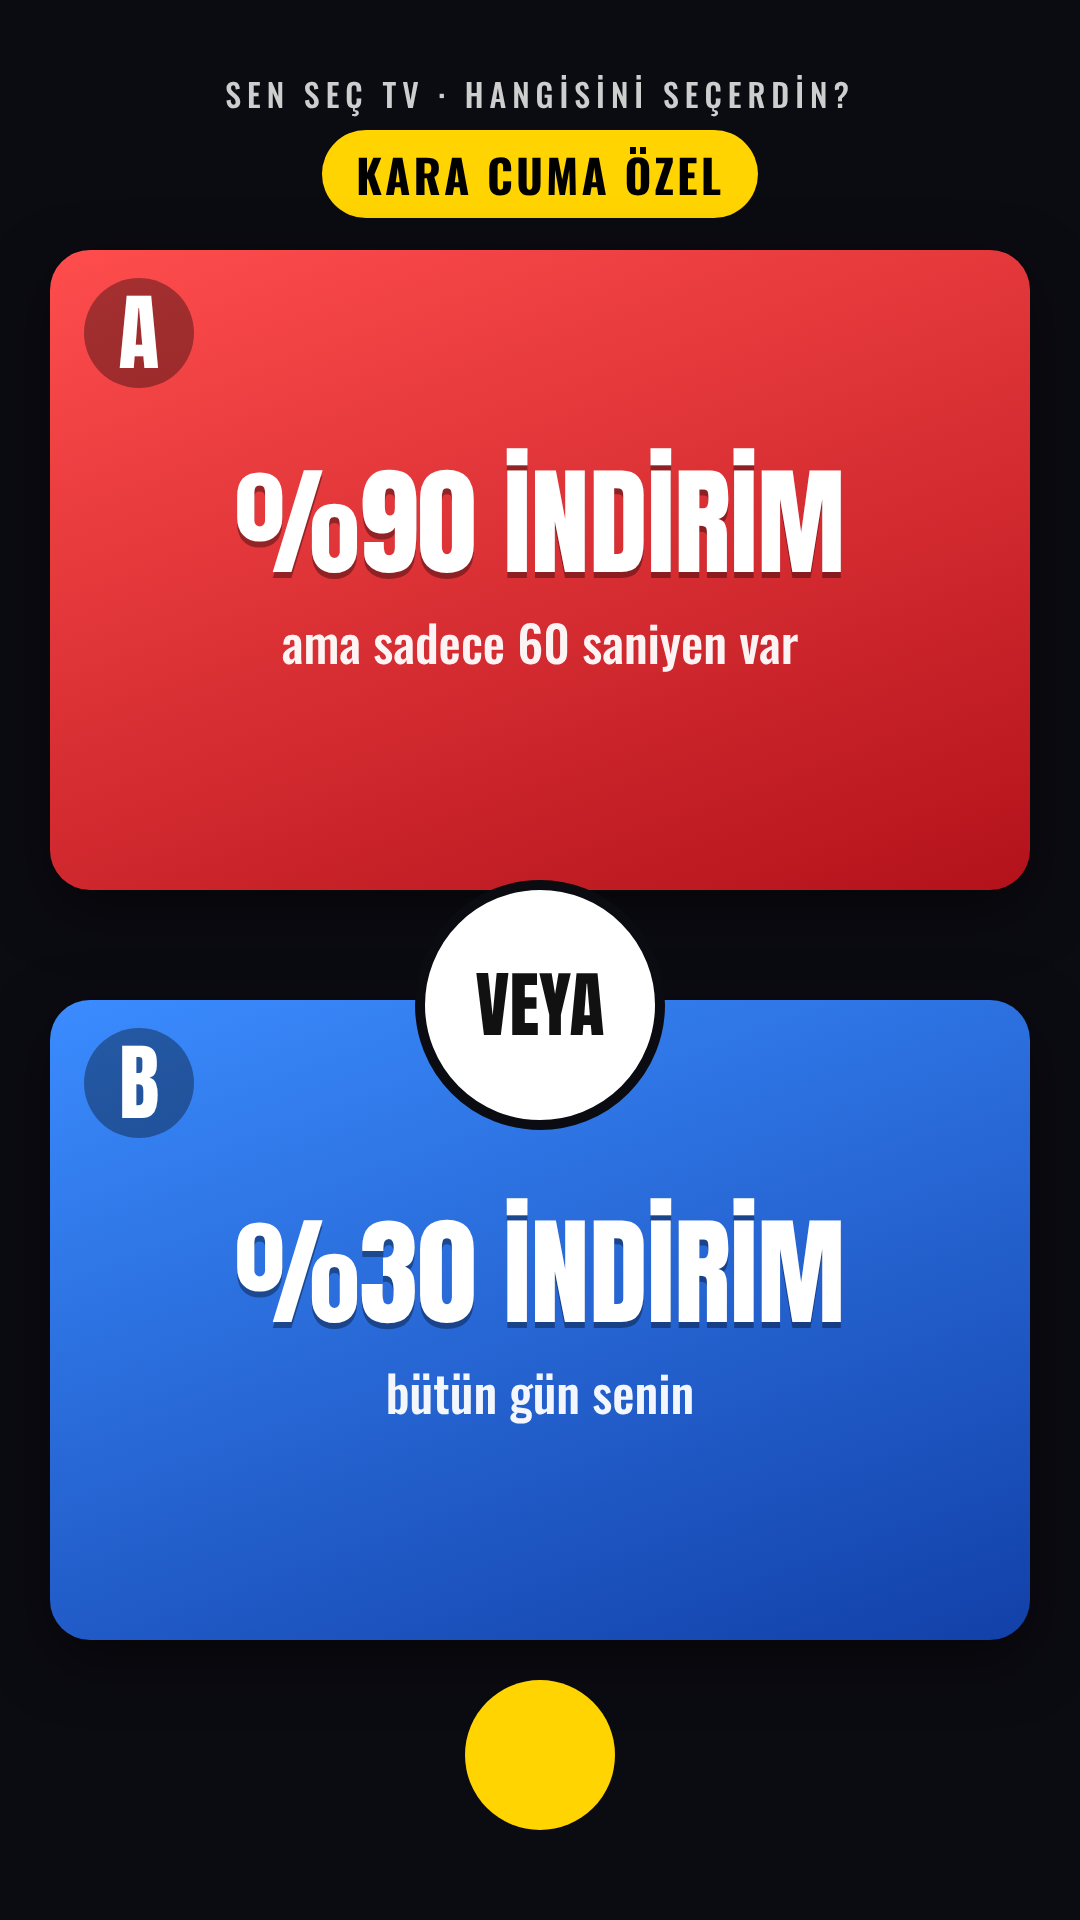 SEN SEÇ TV · HANGİSİNİ SEÇERDİN?
KARA CUMA ÖZEL
A
%90 İNDİRİM
ama sadece 60 saniyen var
VEYA
B
%30 İNDİRİM
bütün gün senin